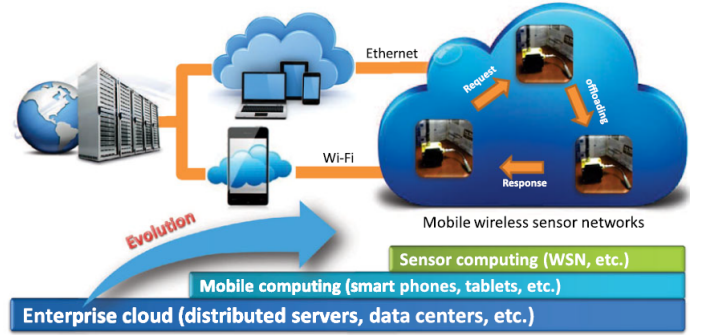 Ethernet
Request
offloading
Wi-Fi
Response
Mobile wireless sensor networks
Evolution
Sensor computing (WSN, etc.)
Mobile computing (smart phones, tablets, etc.)
Enterprise cloud (distributed servers, data centers, etc.)